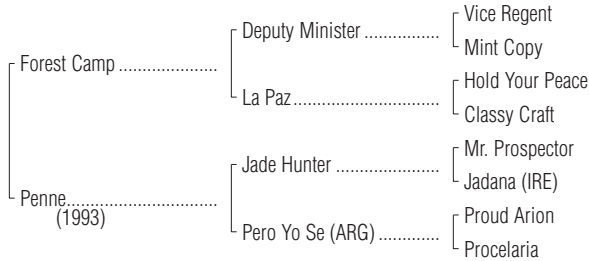 Vice Regent
Deputy Minister ................
Mint Copy
Forest Camp .....................
Hold Your Peace
La Paz...............................
Classy Craft
Mr. Prospector
Jade Hunter ......................
Jadana (IRE)
Penne................................
(1993)
Proud Arion
Pero Yo Se (ARG) .............
Procelaria